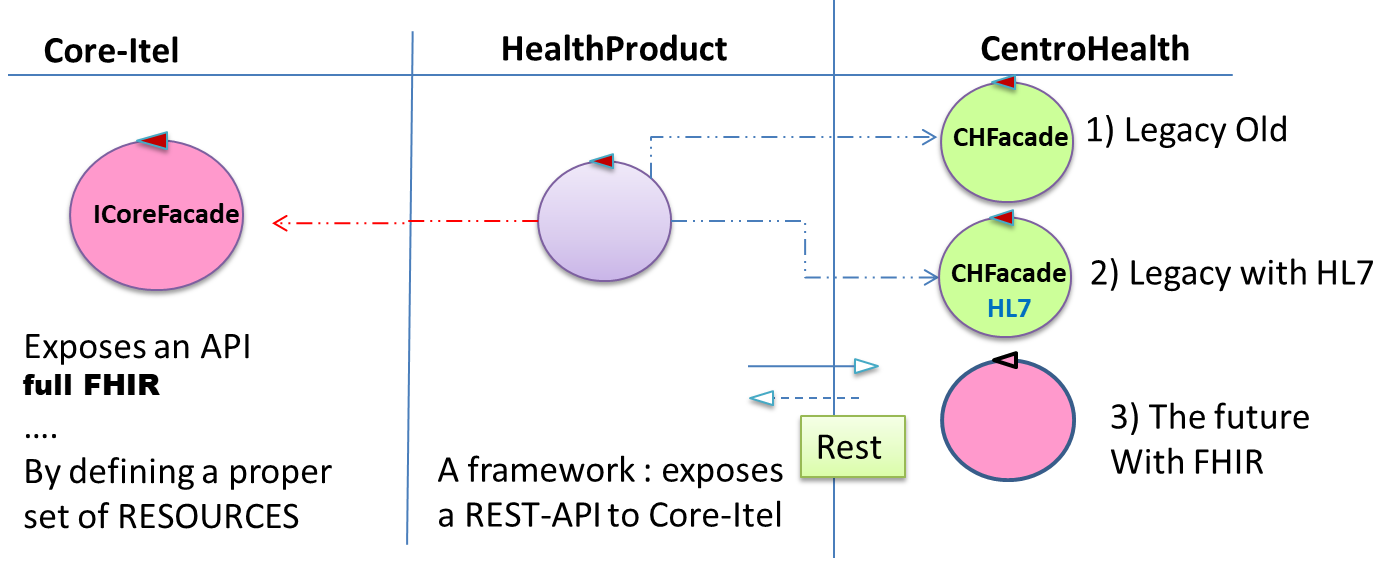 Core-Itel
HealthProduct
CentroHealth
CHFacade
1) Legacy Old
ICoreFacade
CHFacade
HL7
2) Legacy with HL7
Exposes an API
full FHIR
....
By defining a proper
set of RESOURCES
A framework : exposes
a REST-API to Core-Itel
Rest
3) The future
With FHIR